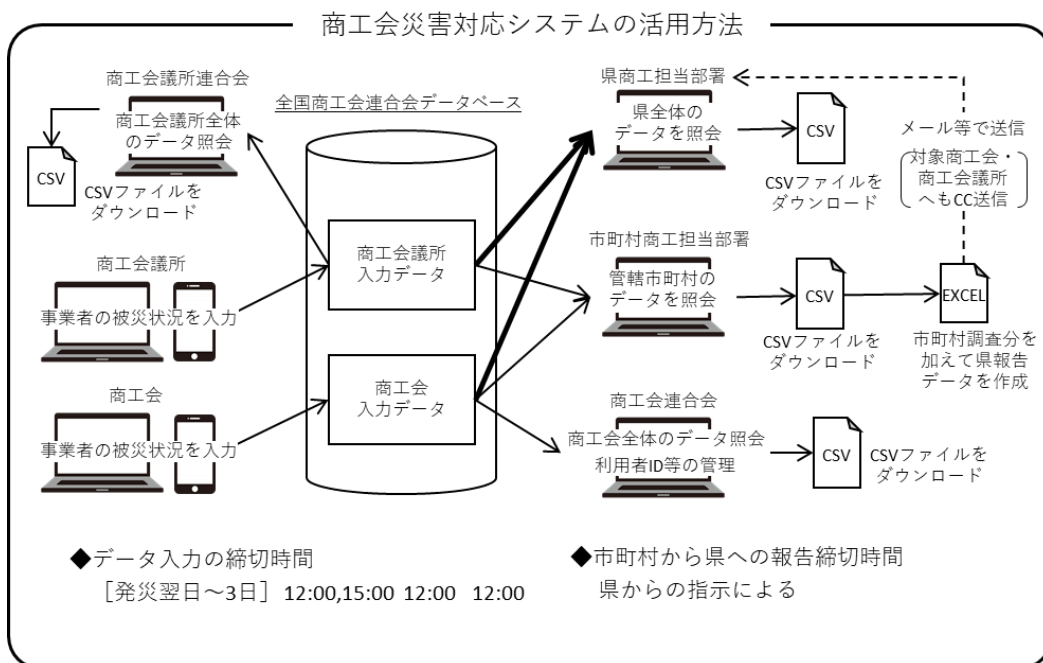 商工会災害対応システムの活用方法
商工会議所連合会
商工会議所全体
のデータ照会
CSV
CSVファイルを
ダウンロード
商工会議所
事業者の被災状況を入力
商工会
事業者の被災状況を入力
全国商工会連合会データベース
商工会議所
入力データ
商工会
入力データ
県商工担当部署
県全体の
データを照会
CSV
CSVファイルを
ダウンロード
メール等で送信
対象商工会・
商工会議所
へもCC送信
市町村商工担当部署
管轄市町村の
データを照会
CSV
CSVファイルを
ダウンロード
EXCEL
市町村調査分を
加えて県報告
データを作成
商工会連合会
商工会全体のデータ照会
利用者ID等の管理
CSV
CSVファイルを
ダウンロード
◆データ入力の締切時間
［発災翌日～3日］ 12:00,15:00 12:00 12:00
◆市町村から県への報告締切時間
県からの指示による